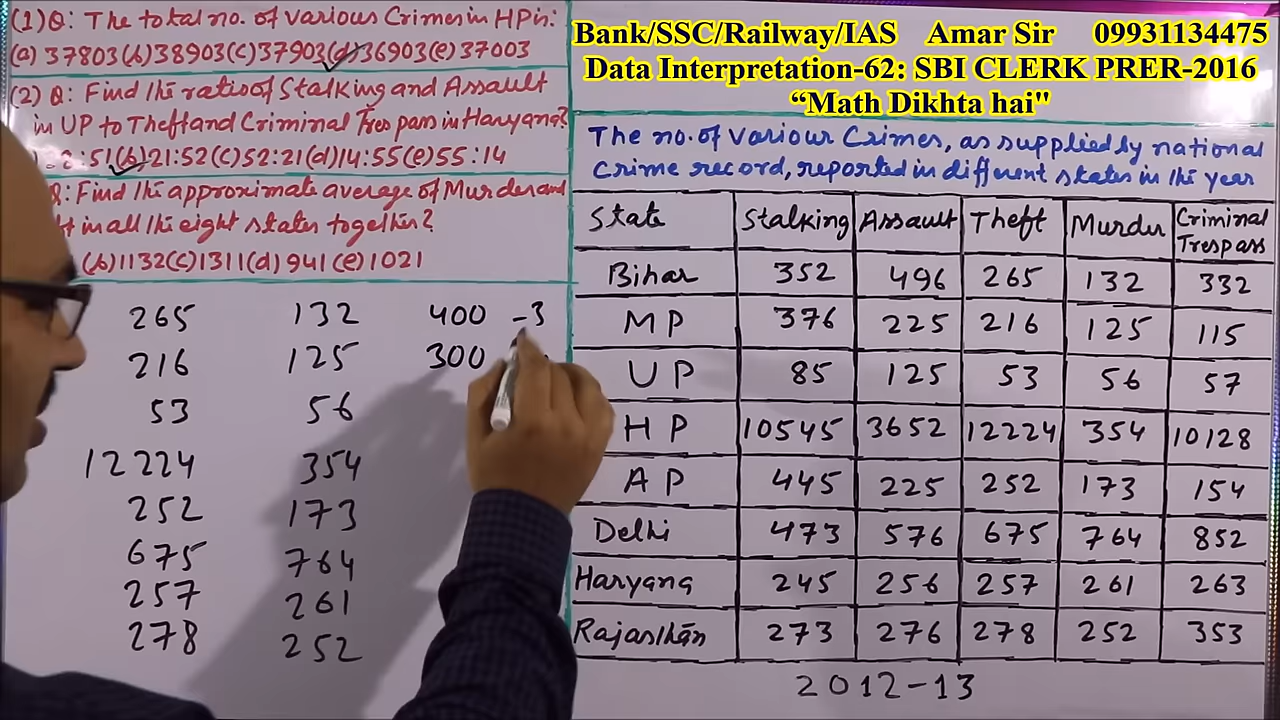 (1) Q: The total no. of various Crimes in HP is:
(a) 37803 (b) 38903 (c) 37903 (d) 36903 (e) 37003
(2) Q: Find the ratio of Stalking and Assault
in UP to Theft and Criminal Trespass in Haryana?
:51 (b) 21:52 (c) 52:21 (d) 14:55 (e) 55:14
Q: Find the approximate average of Murder and
in all the eight states together?
(b) 1132 (c) 1311 (d) 941 (e) 1021
265 132 400 -3
216 125 300
53 56
12224 354
252 173
675 764
257 261
278 252
Bank/SSC/Railway/IAS Amar Sir 09931134475
Data Interpretation-62: SBI CLERK PRER-2016
“Math Dikhta hai"
The no. of various Crimes, as supplied by national
Crime record, reported in different states in the year
State Stalking Assault Theft Murder Criminal Trespass
Bihar 352 496 265 132 332
MP 376 225 216 125 115
UP 85 125 53 56 57
HP 10545 3652 12224 354 10128
AP 445 225 252 173 154
Delhi 473 576 675 764 852
Haryana 245 256 257 261 263
Rajasthan 273 276 278 252 353
2012-13